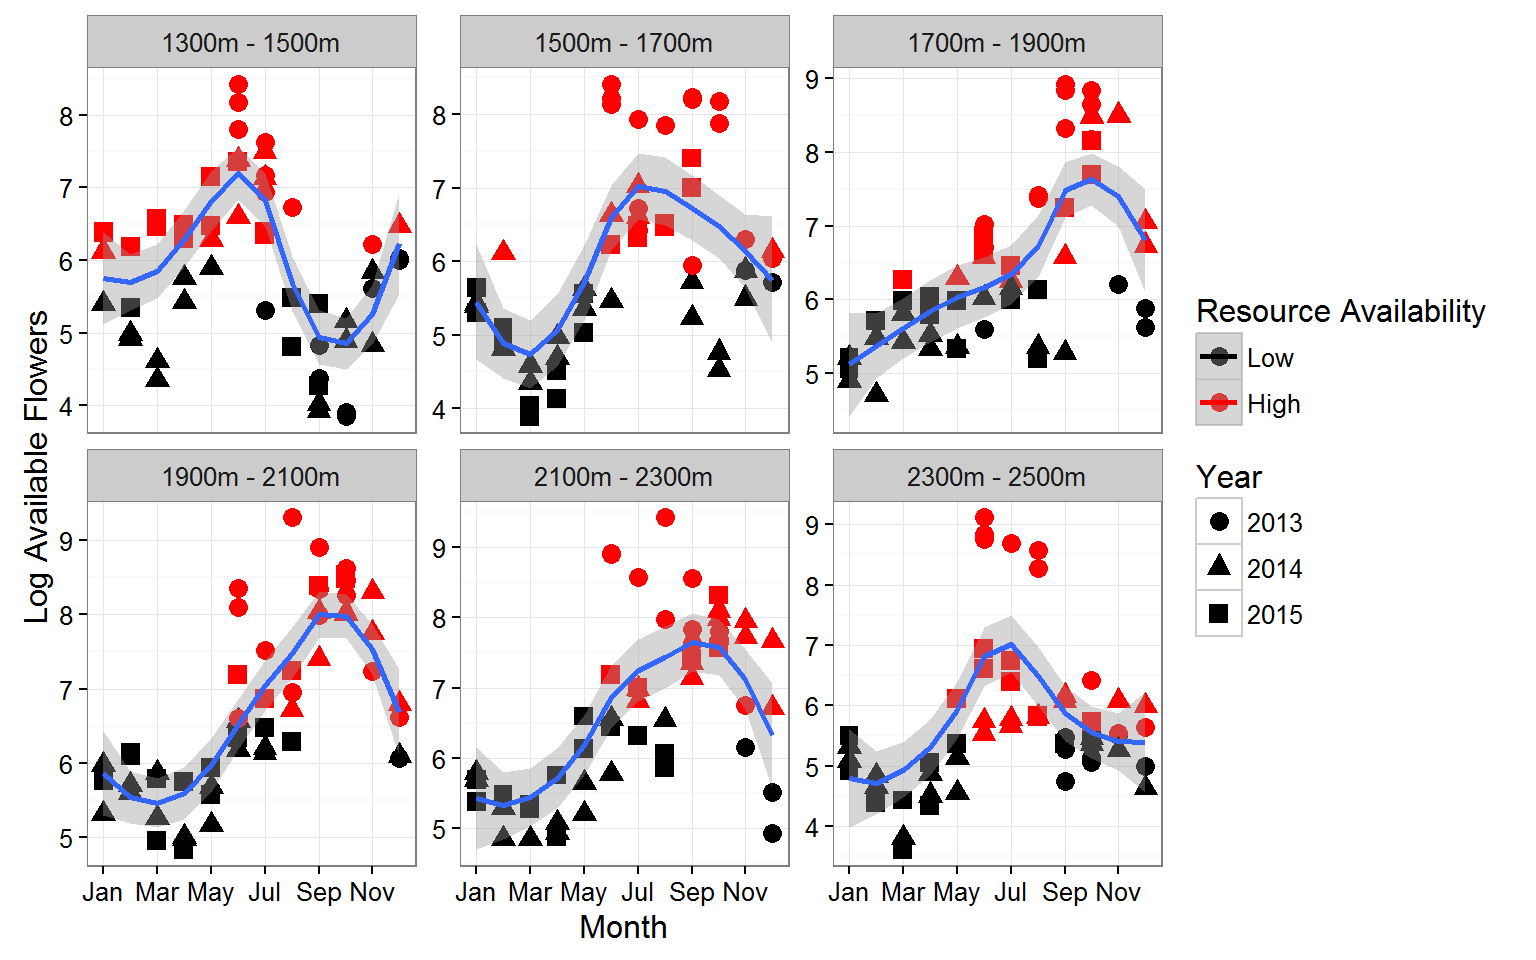 1300m - 1500m
1500m - 1700m
1700m - 1900m
8
7
6
5
4
8
7
6
5
4
9
8
7
6
5
1900m - 2100m
2100m - 2300m
2300m - 2500m
9
8
7
6
5
9
8
7
6
5
9
8
7
6
5
4
Jan Mar May Jul Sep Nov
Jan Mar May Jul Sep Nov
Jan Mar May Jul Sep Nov
Month
Log Available Flowers
Resource Availability
Low
High
Year
2013
2014
2015